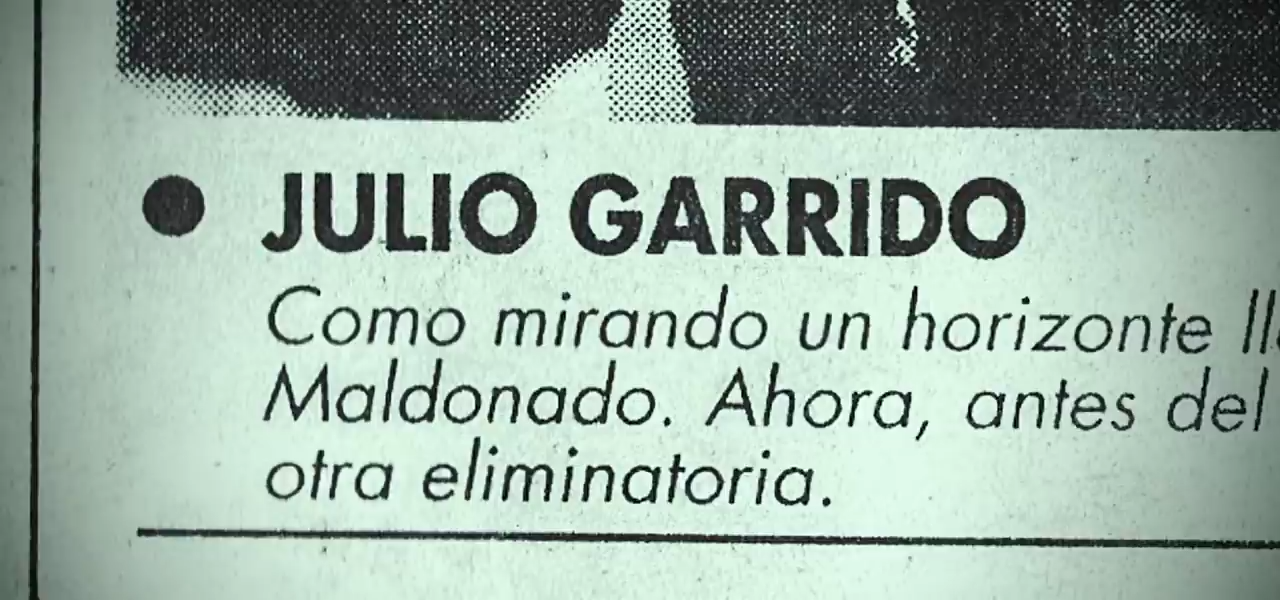 ● JULIO GARRIDO
Como mirando un horizonte
Maldonado. Ahora, antes del
otra eliminatoria.